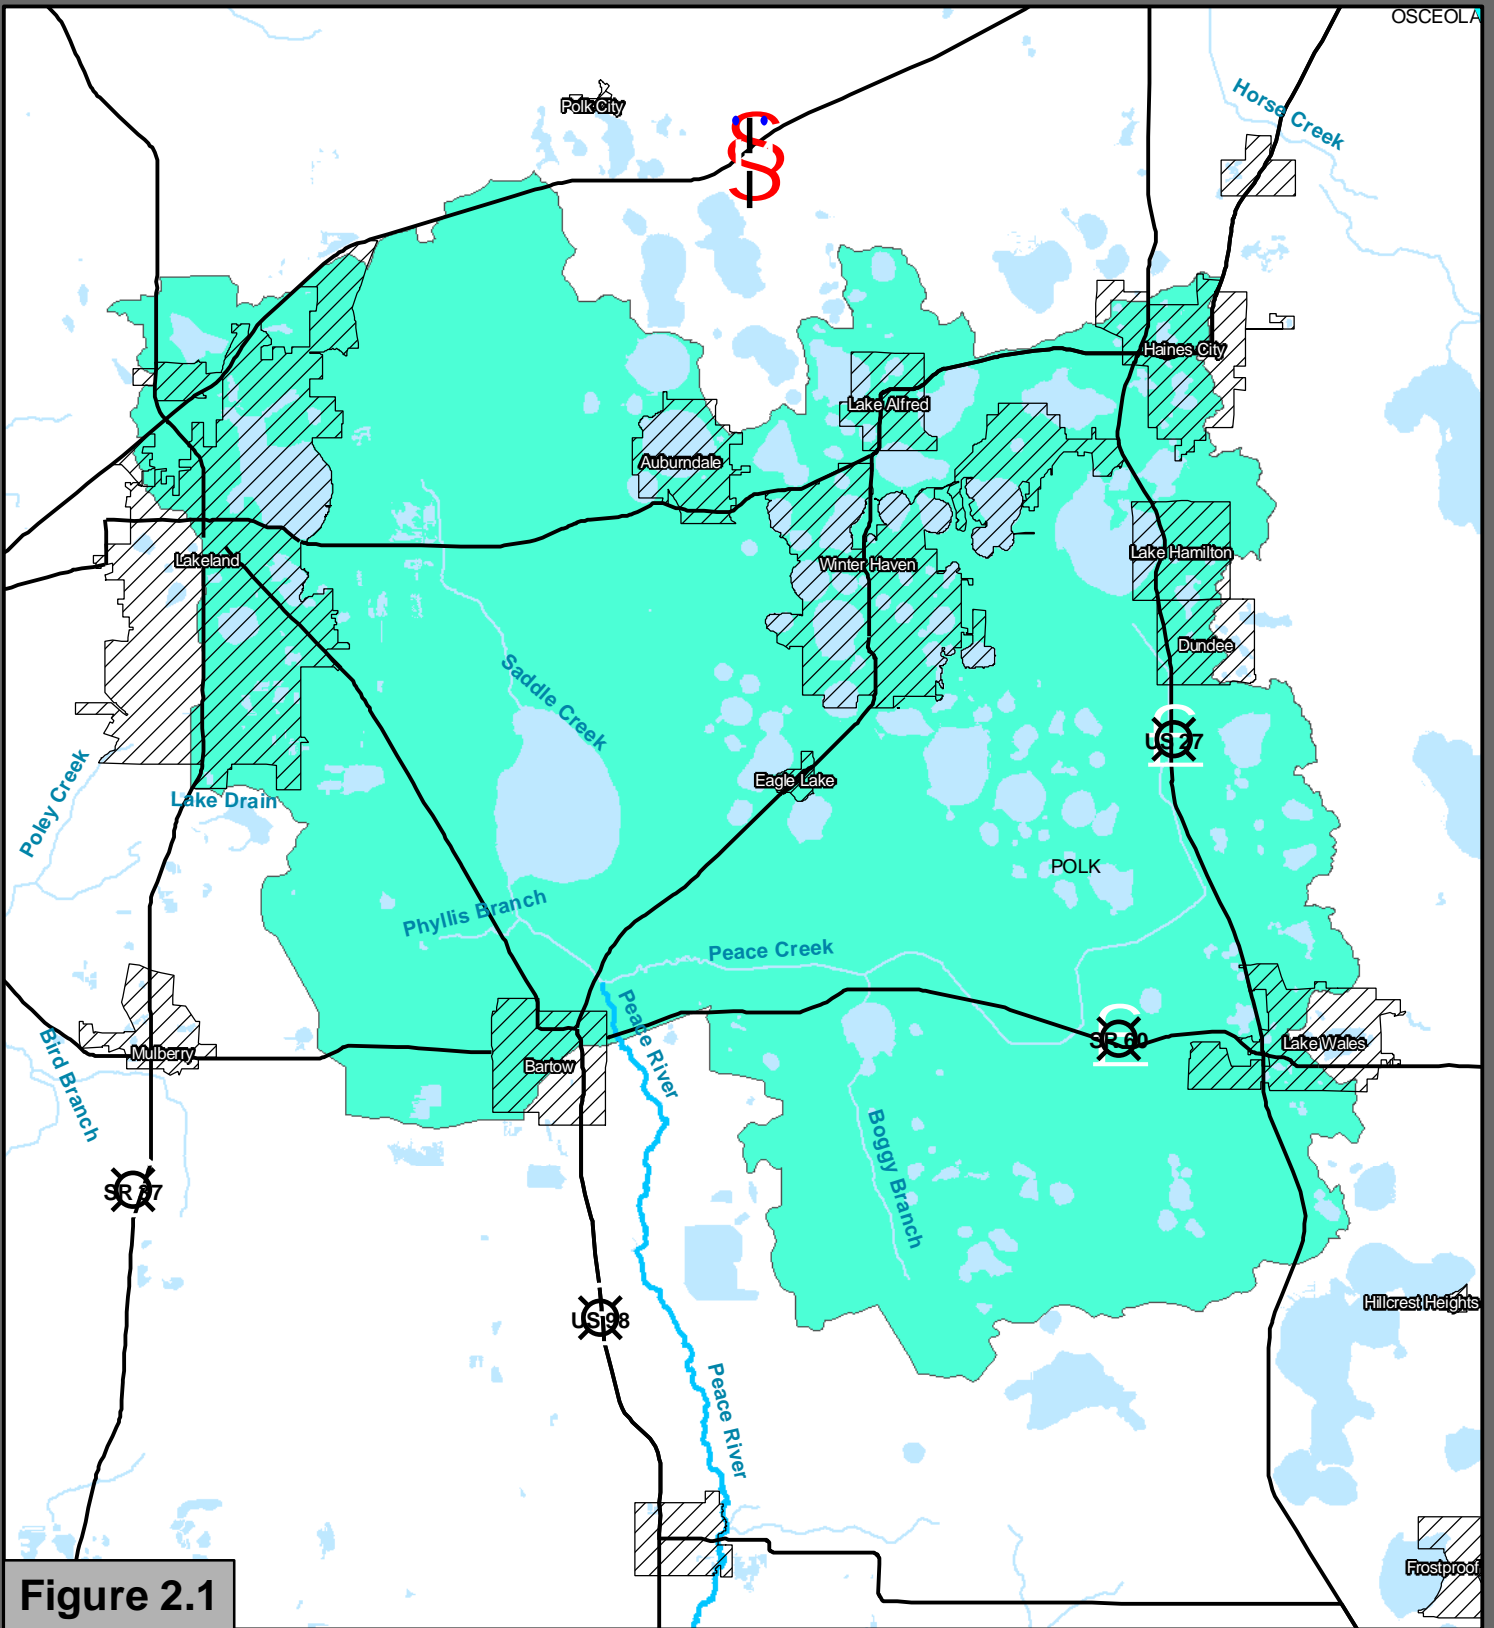 OSCEOLA
Horse Creek
Polk City
Haines City
Lake Alfred
Auburndale
Lakeland
Winter Haven
Lake Hamilton
Dundee
Saddle Creek
US 27
Eagle Lake
Poley Creek
Lake Drain
POLK
Phyllis Branch
Peace Creek
Peace River
SR 60
Lake Wales
Bird Branch
Mulberry
Bartow
Boggy Branch
SR 37
US 98
Hillcrest Heights
Peace River
Frostproof
Figure 2.1